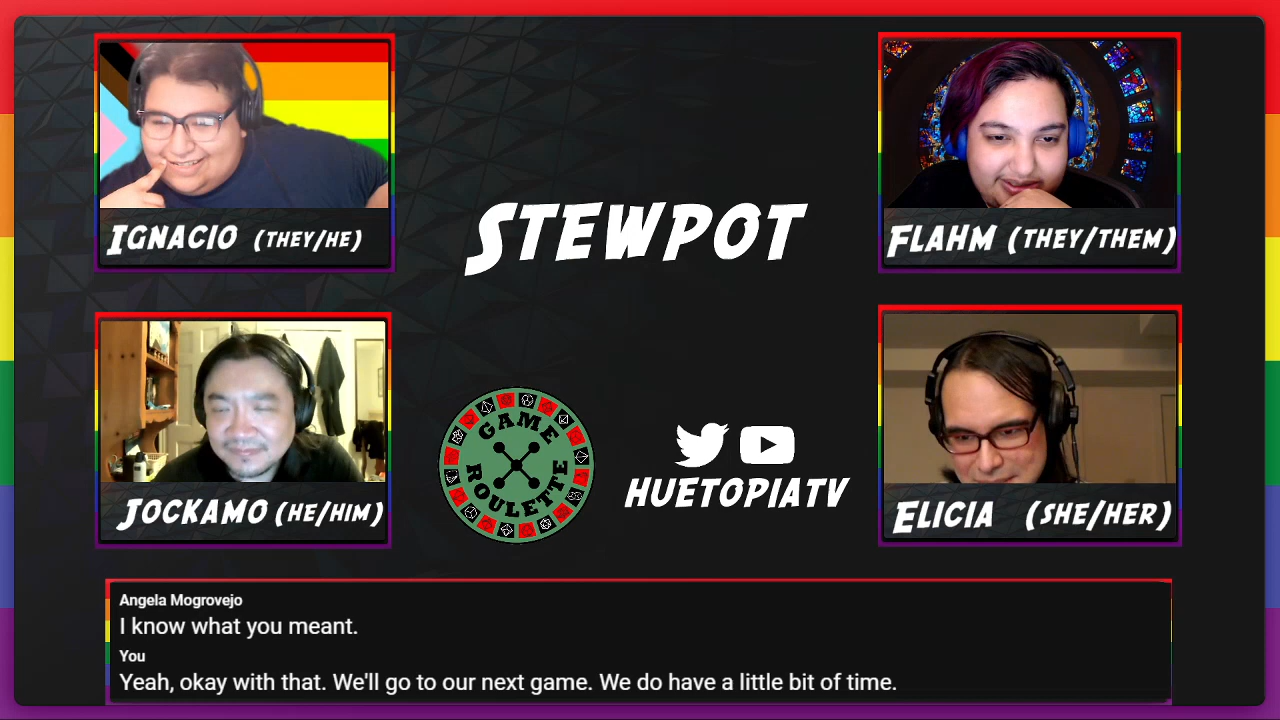 IGNACIO (THEY/HE)
FLAHM (THEY/THEM)
STEWPOT
JOCKAMO (HE/HIM)
GAME
ROULETTE
HUETOPIATV
ELICIA (SHE/HER)
Angela Mogrovejo
I know what you meant.
You
Yeah, okay with that. We'll go to our next game. We do have a little bit of time.